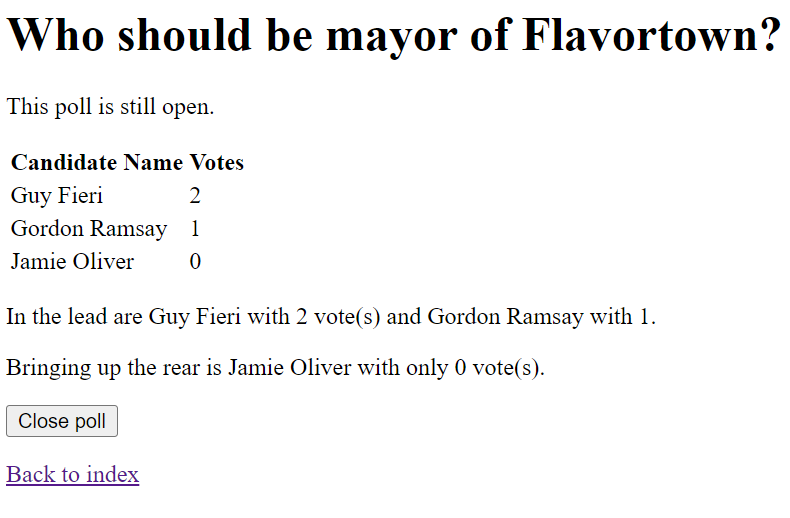 Who should be mayor of Flavortown?
This poll is still open.
Candidate Name Votes
Guy Fieri 2
Gordon Ramsay 1
Jamie Oliver 0
In the lead are Guy Fieri with 2 vote(s) and Gordon Ramsay with 1.
Bringing up the rear is Jamie Oliver with only 0 vote(s).
Close poll
Back to index